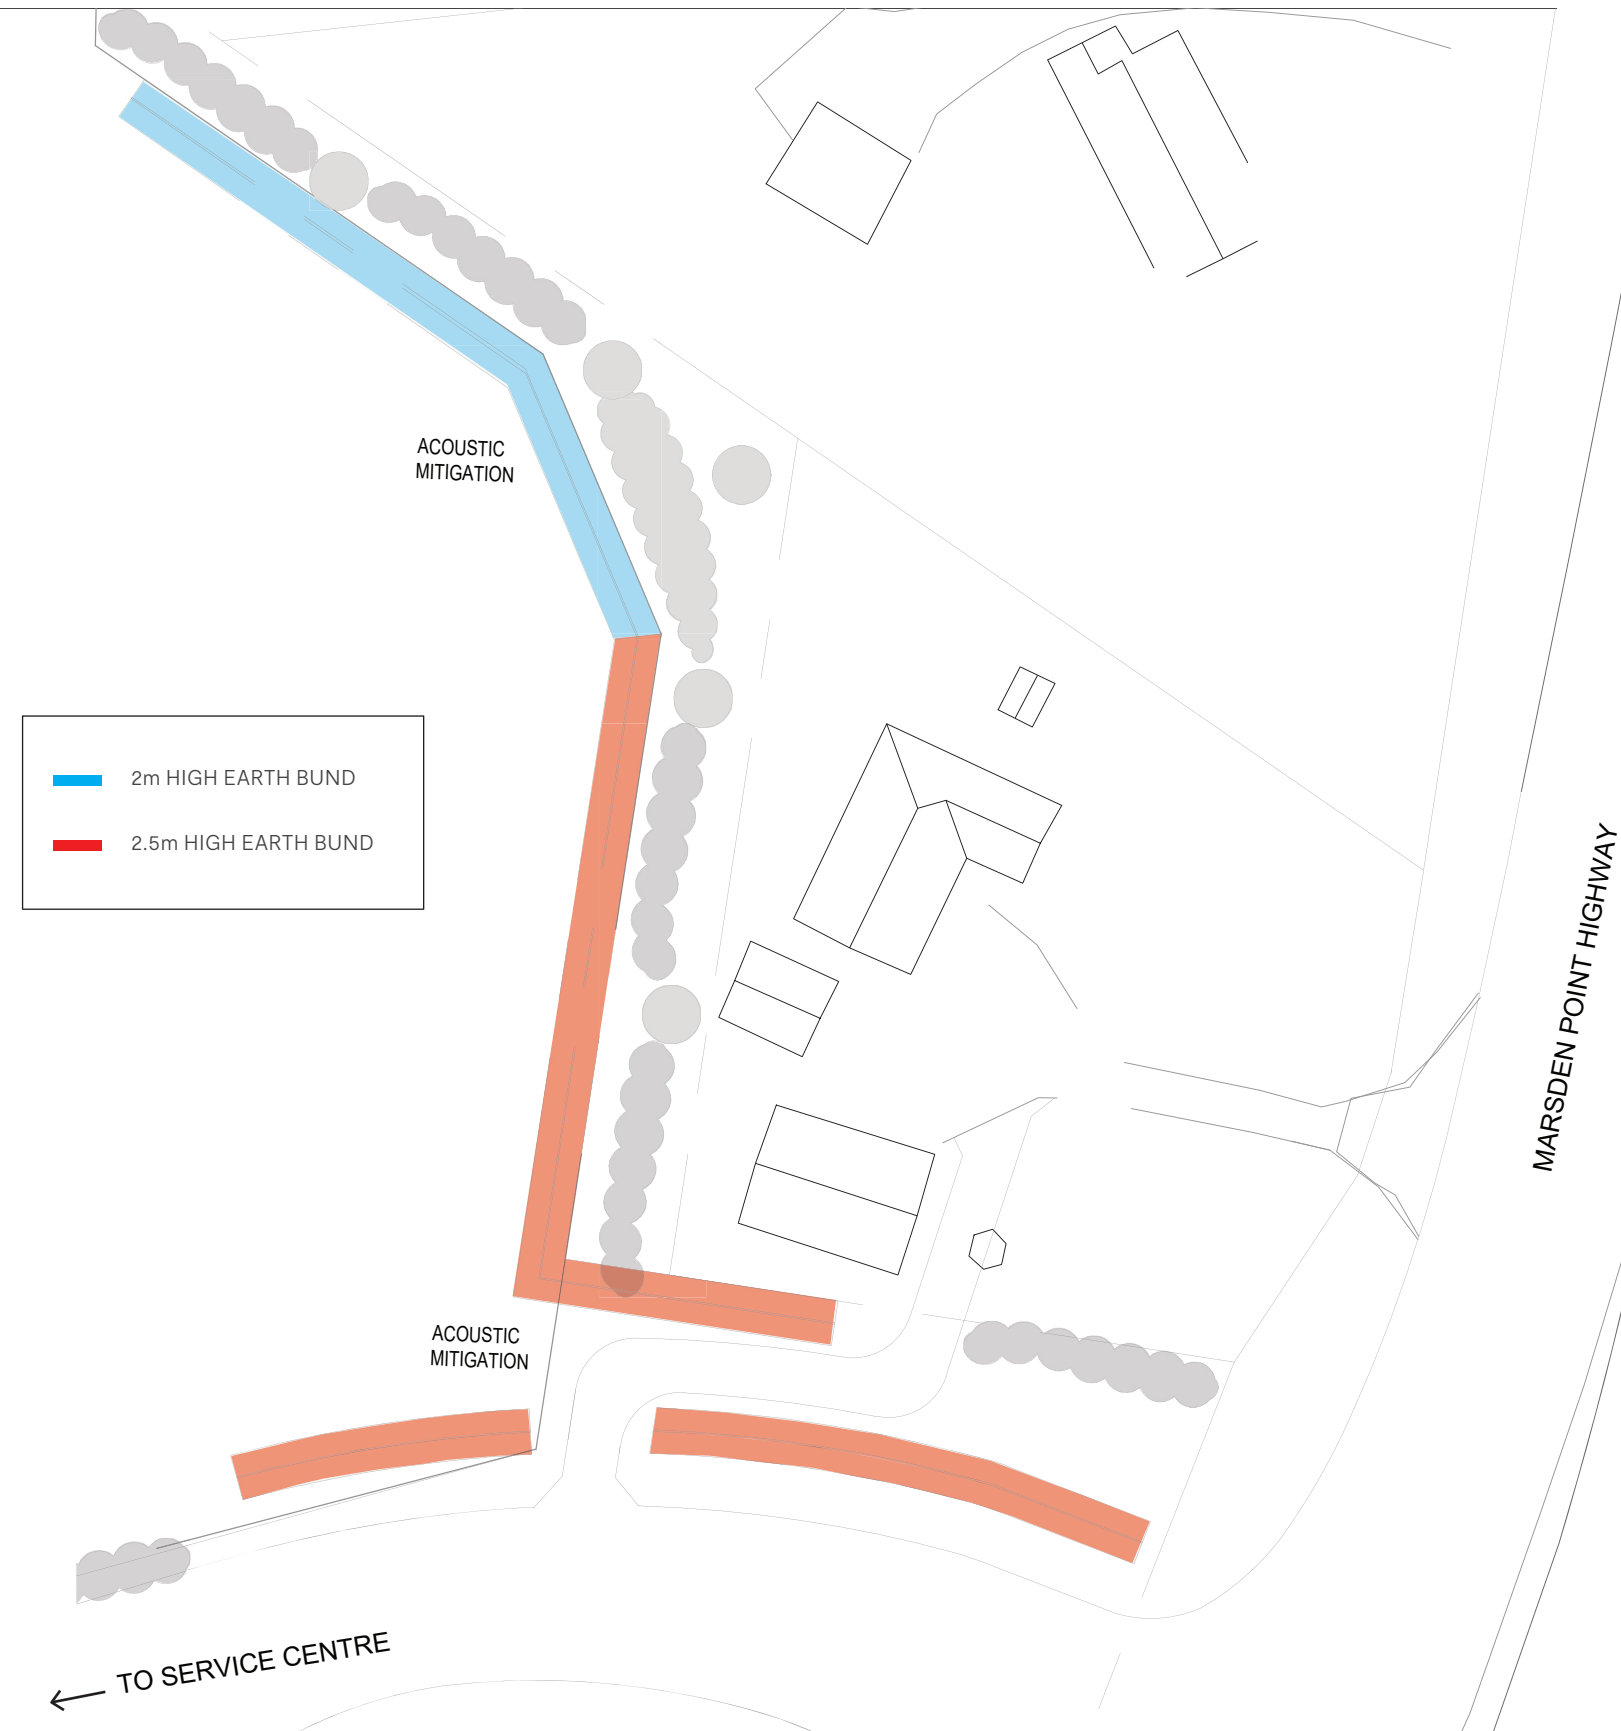 ACOUSTIC
MITIGATION
2m HIGH EARTH BUND
2.5m HIGH EARTH BUND
MARSDEN POINT HIGHWAY
ACOUSTIC
MITIGATION
TO SERVICE CENTRE